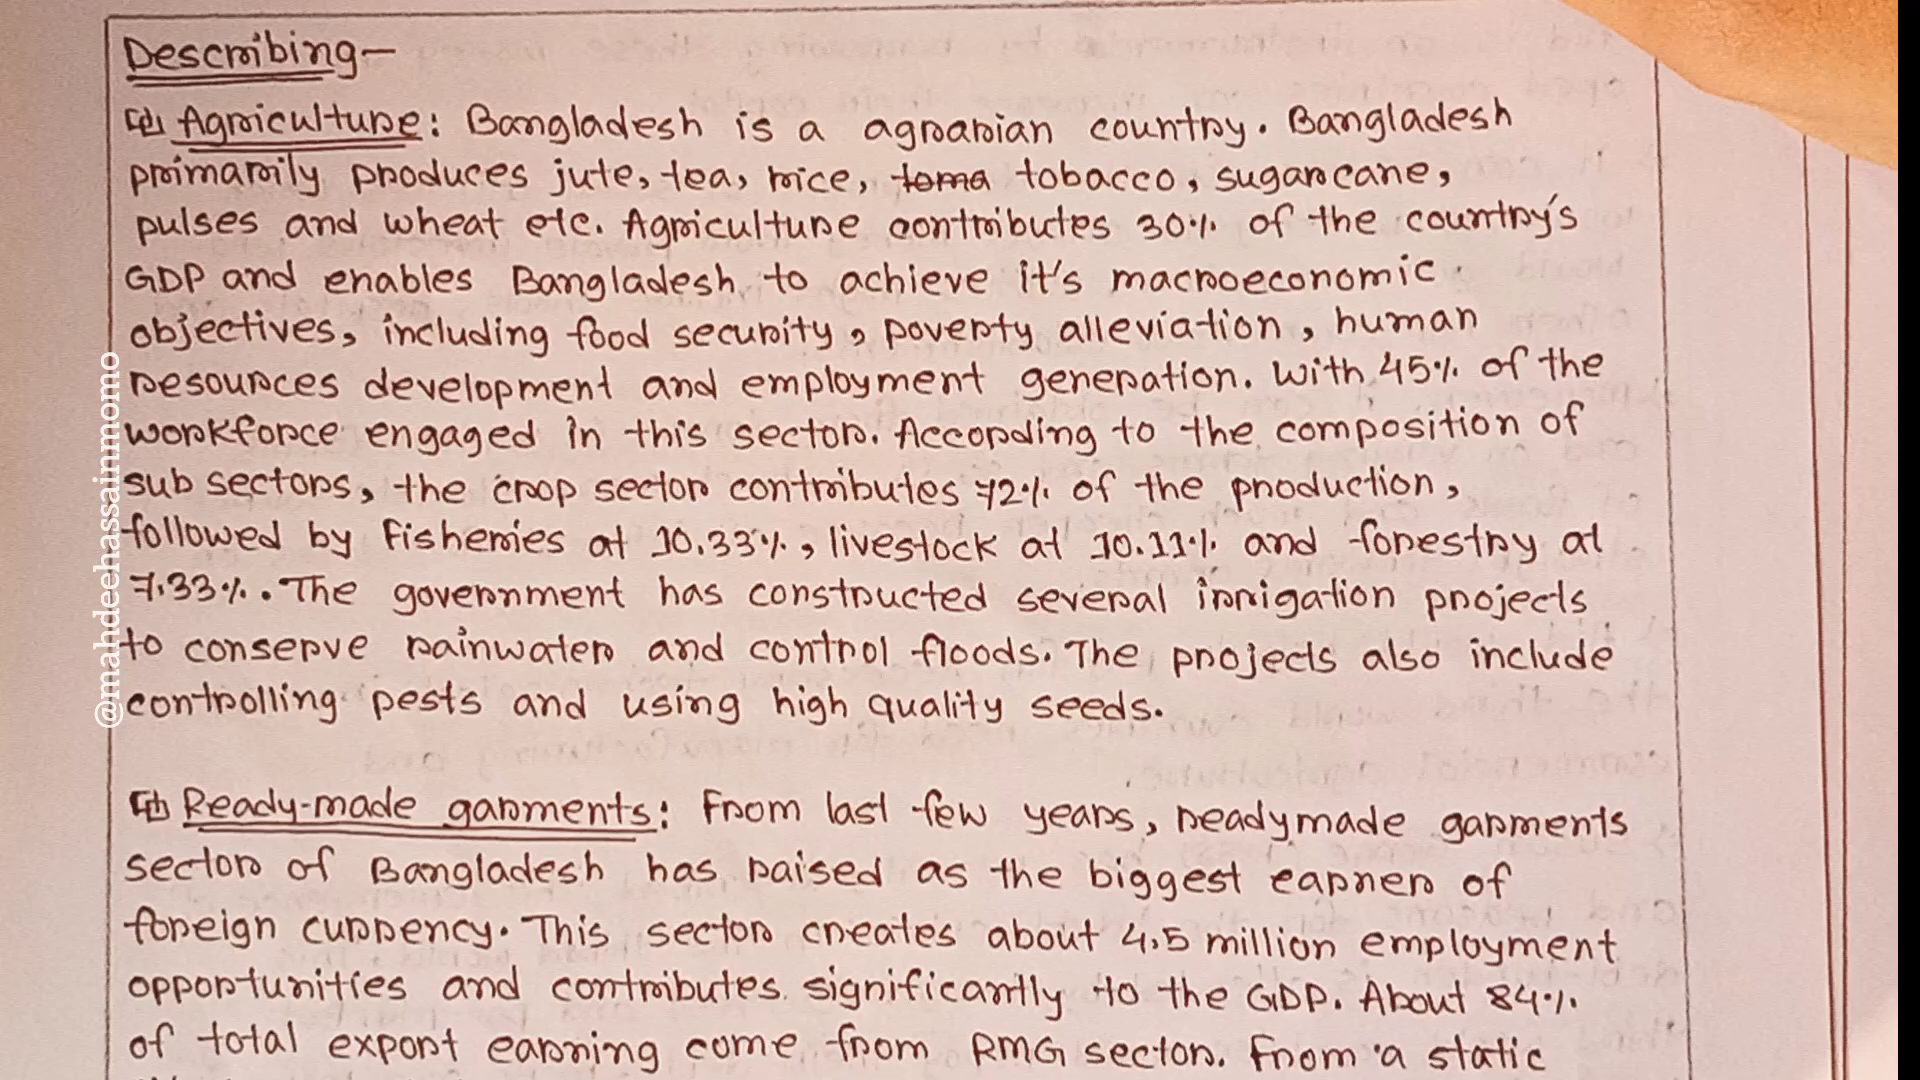 Describing—
Agriculture: Bangladesh is a agrarian country. Bangladesh
primarily produces jute, tea, rice, toma tobacco, sugarcane,
pulses and wheat etc. Agriculture contributes 30% of the country's
GDP and enables Bangladesh to achieve it's macroeconomic
objectives, including food security, poverty alleviation, human
resources development and employment generation. With 45% of the
workforce engaged in this sector. According to the composition of
sub sectors, the crop sector contributes 72% of the production,
followed by Fisheries at 10.33%, livestock at 10.11% and forestry at
7.33%. The government has constructed several irrigation projects
to conserve rainwater and control floods. The projects also include
controlling pests and using high quality seeds.
Ready-made garments: From last few years, readymade garments
sector of Bangladesh has raised as the biggest earner of
foreign currency. This sector creates about 4.5 million employment
opportunities and contributes significantly to the GDP. About 84%
of total export earning come from RMG sector. From a static
@mahdeehassainmomo